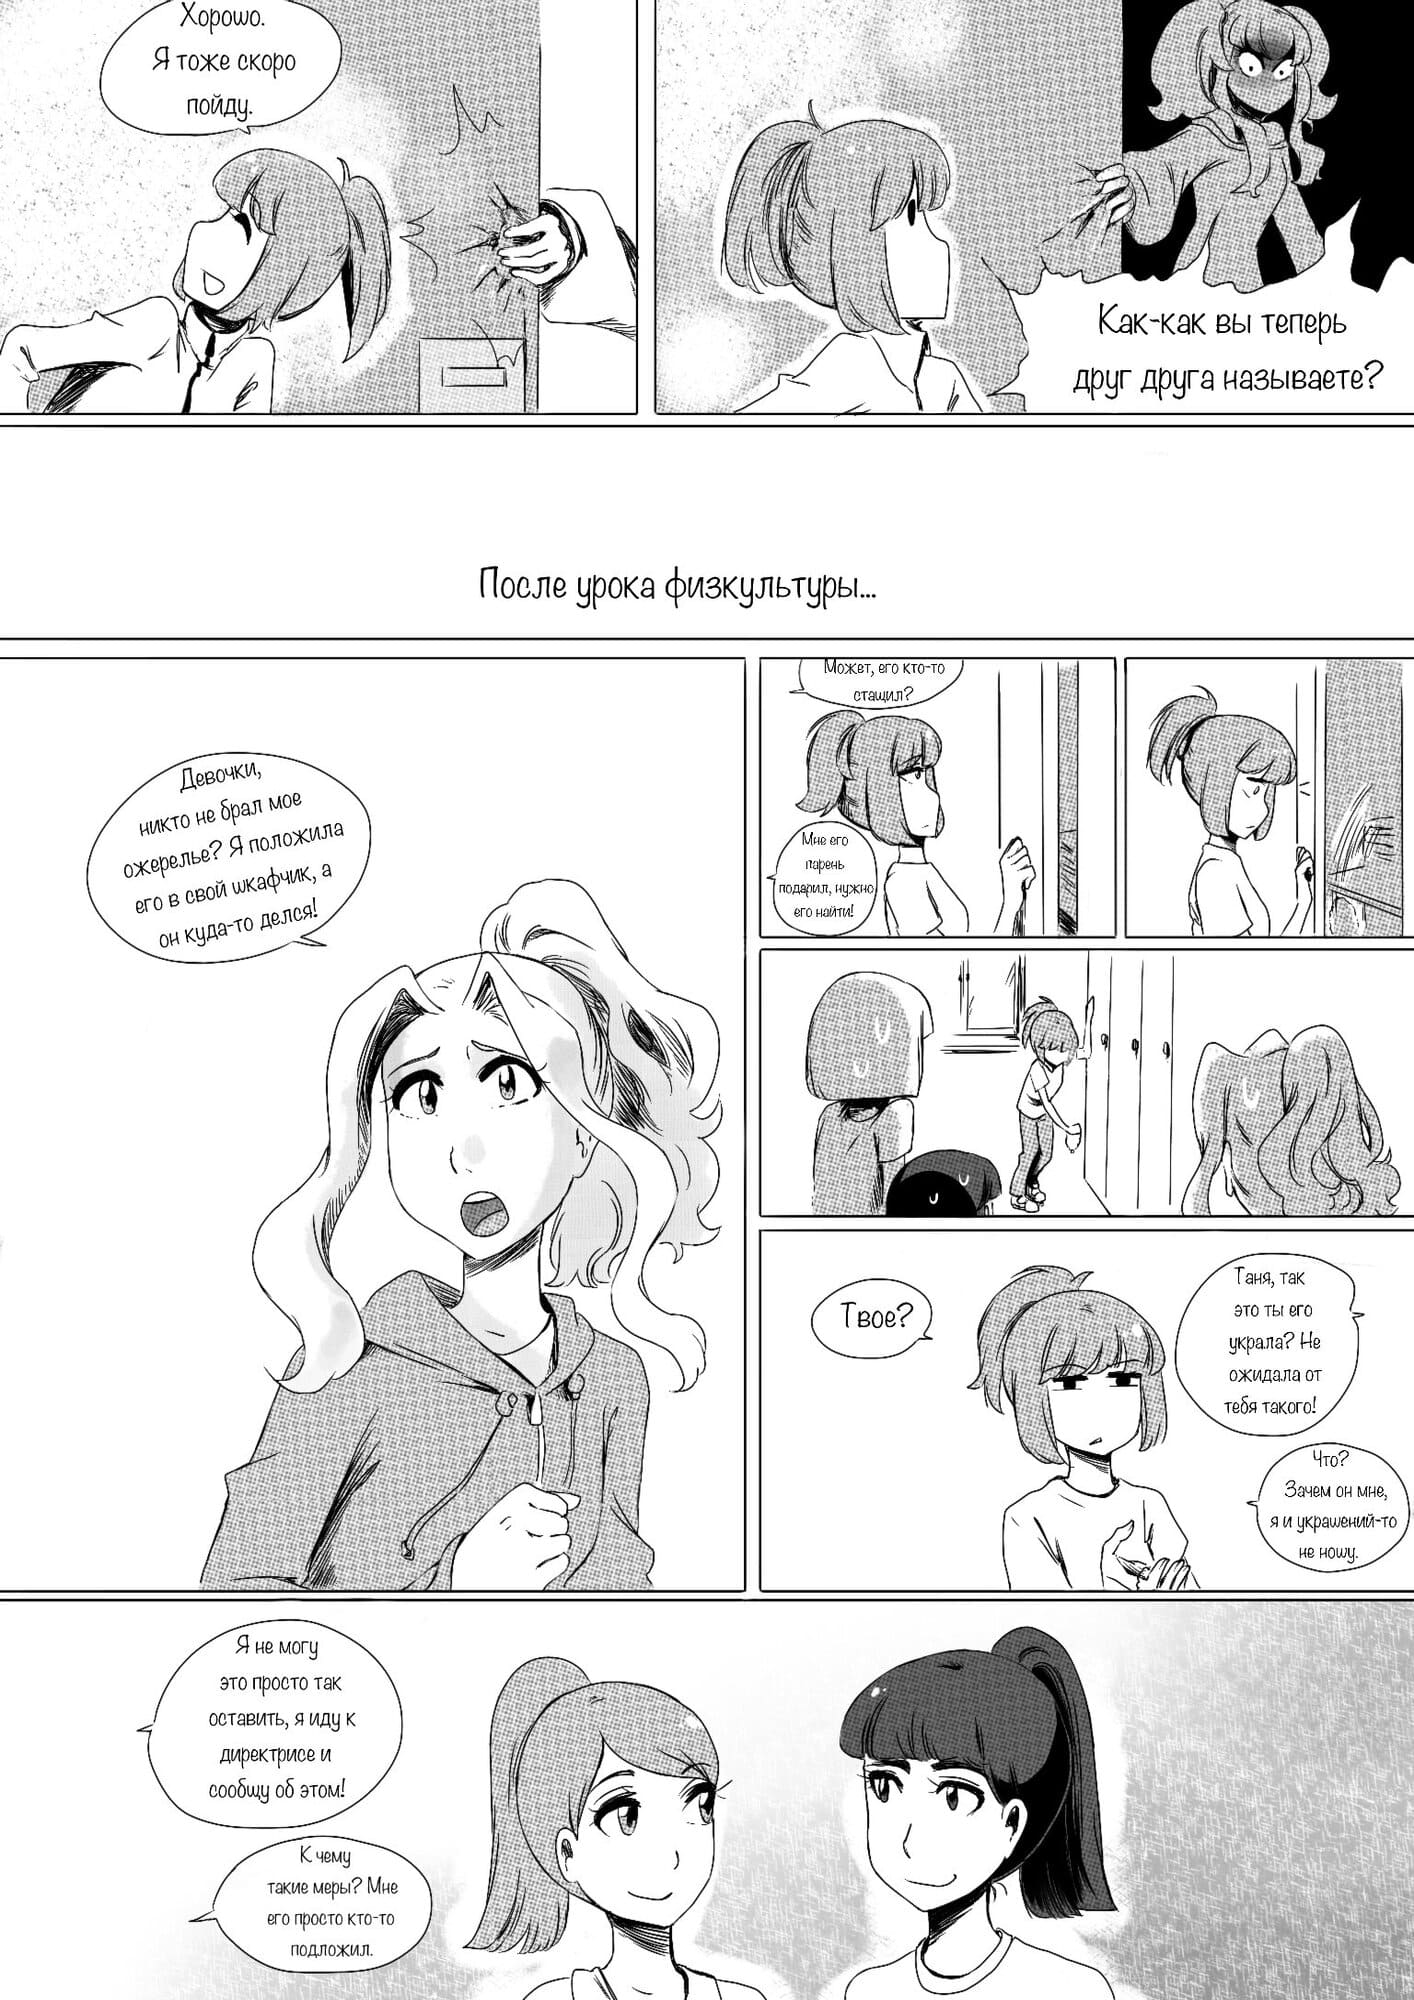 Хорошо.
Я тоже скоро
пойду.
Как-как вы теперь
друг друга называете?
После урока физкультуры...
Девочки,
никто не брал мое
ожерелье? Я положила
его в свой шкафчик, а
он куда-то делся!
Может, его кто-то
стащил?
Мне его
парень
подарил, нужно
его найти!
Твое?
Таня, так
это ты его
украла? Не
ожидала от
тебя такого!
Что?
Зачем он мне,
я и украшений-то
не ношу.
Я не могу
это просто так
оставить, я иду к
директрисе и
сообщу об этом!
К чему
такие меры? Мне
его просто кто-то
подложил.